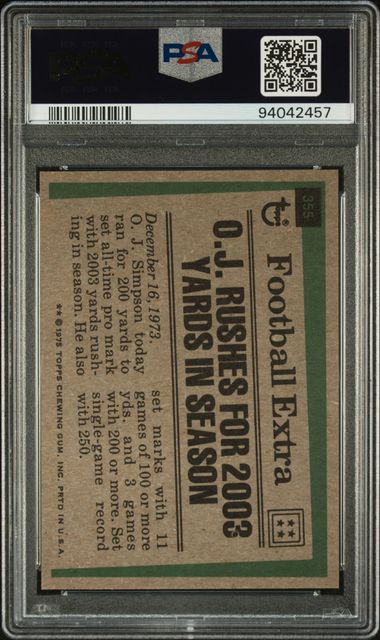 PSA
PSA
94042457
355
topps
Football Extra
O.J. RUSHES FOR 2003
YARDS IN SEASON
December 16, 1973.
O. J. Simpson today
ran for 200 yards to
set all-time pro mark
with 2003 yards rush-
ing in season. He also
set marks with 11
games of 100 or more
yds. and 3 games
with 200 or more. Set
single-game record
with 250.
** © 1975 TOPPS CHEWING GUM, INC. PRTD IN U.S.A.